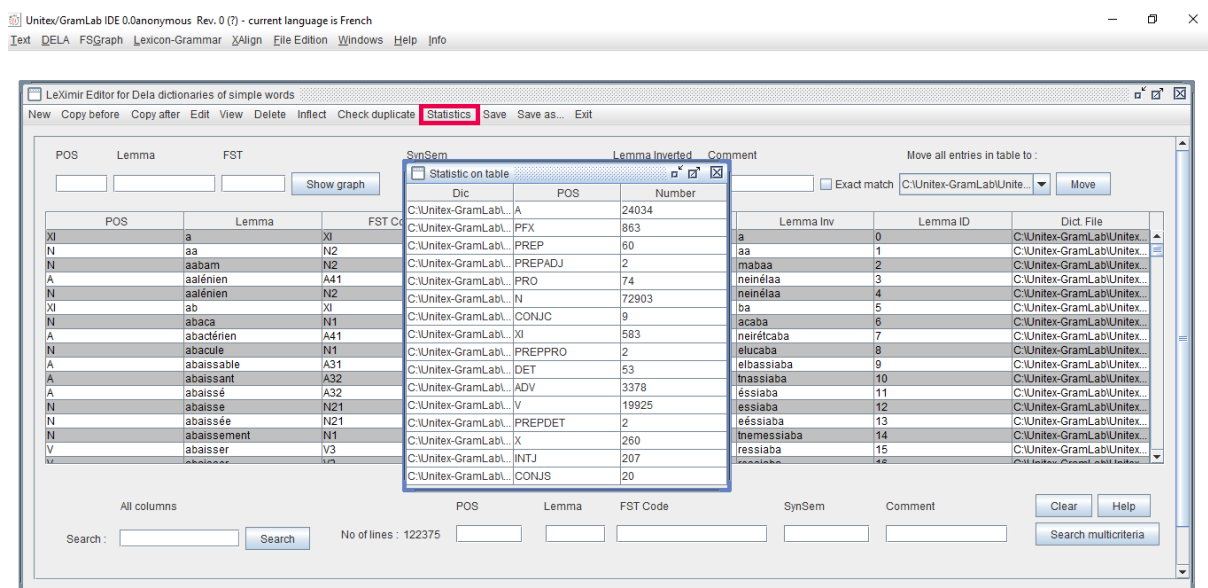 Unitex/GramLab IDE 0.0anonymous Rev. 0 (?) - current language is French
Text DELA FSGraph Lexicon-Grammar XAlign File Edition Windows Help Info
LeXimir Editor for Dela dictionaries of simple words
New Copy before Copy after Edit View Delete Inflect Check duplicate Statistics Save Save as... Exit
POS Lemma FST SynSem Lemma Inverted Comment Move all entries in table to :
Show graph Exact match C:\Unitex-GramLab\Unite... Move
Statistic on table
Dic POS Number
C:\Unitex-GramLab\... A 24034
C:\Unitex-GramLab\... PFX 863
C:\Unitex-GramLab\... PREP 60
C:\Unitex-GramLab\... PREPADJ 2
C:\Unitex-GramLab\... PRO 74
C:\Unitex-GramLab\... N 72903
C:\Unitex-GramLab\... CONJC 9
C:\Unitex-GramLab\... XI 583
C:\Unitex-GramLab\... PREPPRO 2
C:\Unitex-GramLab\... DET 53
C:\Unitex-GramLab\... ADV 3378
C:\Unitex-GramLab\... V 19925
C:\Unitex-GramLab\... PREPDET 2
C:\Unitex-GramLab\... X 260
C:\Unitex-GramLab\... INTJ 207
C:\Unitex-GramLab\... CONJS 20
POS Lemma FST Co Lemma Inv Lemma ID Dict. File
XI a XI a 0 C:\Unitex-GramLab\Unitex...
N aa N2 aa 1 C:\Unitex-GramLab\Unitex...
N aabam N2 mabaa 2 C:\Unitex-GramLab\Unitex...
A aalénien A41 neinélaa 3 C:\Unitex-GramLab\Unitex...
N aalénien N2 neinélaa 4 C:\Unitex-GramLab\Unitex...
XI ab XI ba 5 C:\Unitex-GramLab\Unitex...
N abaca N1 acaba 6 C:\Unitex-GramLab\Unitex...
A abactérien A41 neirétcaba 7 C:\Unitex-GramLab\Unitex...
N abacule N1 elucaba 8 C:\Unitex-GramLab\Unitex...
A abaissable A31 elbassiaba 9 C:\Unitex-GramLab\Unitex...
A abaissant A32 tnassiaba 10 C:\Unitex-GramLab\Unitex...
A abaissé A32 éssiaba 11 C:\Unitex-GramLab\Unitex...
N abaisse N21 essiaba 12 C:\Unitex-GramLab\Unitex...
N abaissée N21 eéssiaba 13 C:\Unitex-GramLab\Unitex...
N abaissement N1 tnemessiaba 14 C:\Unitex-GramLab\Unitex...
V abaisser V3 ressiaba 15 C:\Unitex-GramLab\Unitex...
All columns POS Lemma FST Code SynSem Comment Clear Help
Search : Search No of lines : 122375 Search multicriteria